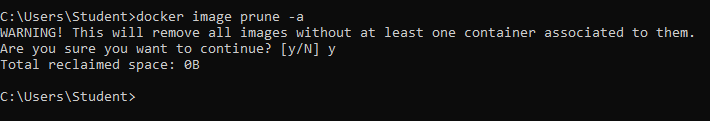 C:\Users\Student>docker image prune -a
WARNING! This will remove all images without at least one container associated to them.
Are you sure you want to continue? [y/N] y
Total reclaimed space: 0B
C:\Users\Student>